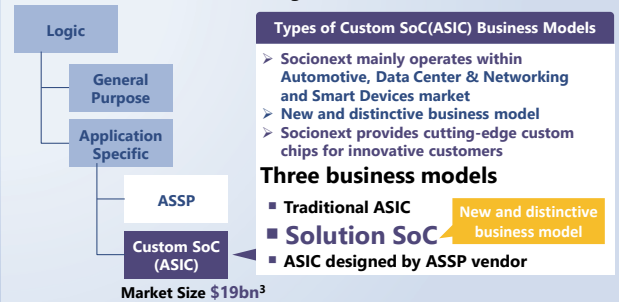 Logic
General
Purpose
Application
Specific
ASSP
Custom SoC
(ASIC)
Market Size $19bn3
Types of Custom SoC(ASIC) Business Models
➢ Socionext mainly operates within
Automotive, Data Center & Networking
and Smart Devices market
➢ New and distinctive business model
➢ Socionext provides cutting-edge custom
chips for innovative customers
Three business models
▪ Traditional ASIC
▪ Solution SoC
New and distinctive
business model
▪ ASIC designed by ASSP vendor